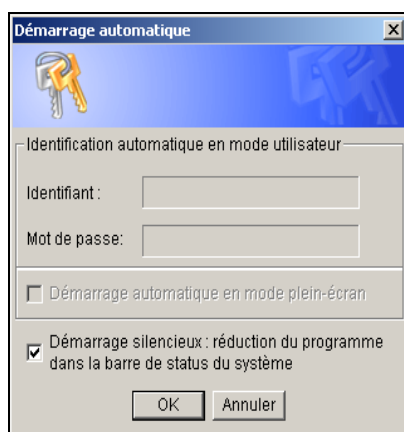 Démarrage automatique
Identification automatique en mode utilisateur
Identifiant :
Mot de passe:
Démarrage automatique en mode plein-écran
Démarrage silencieux : réduction du programme
dans la barre de status du système
OK Annuler